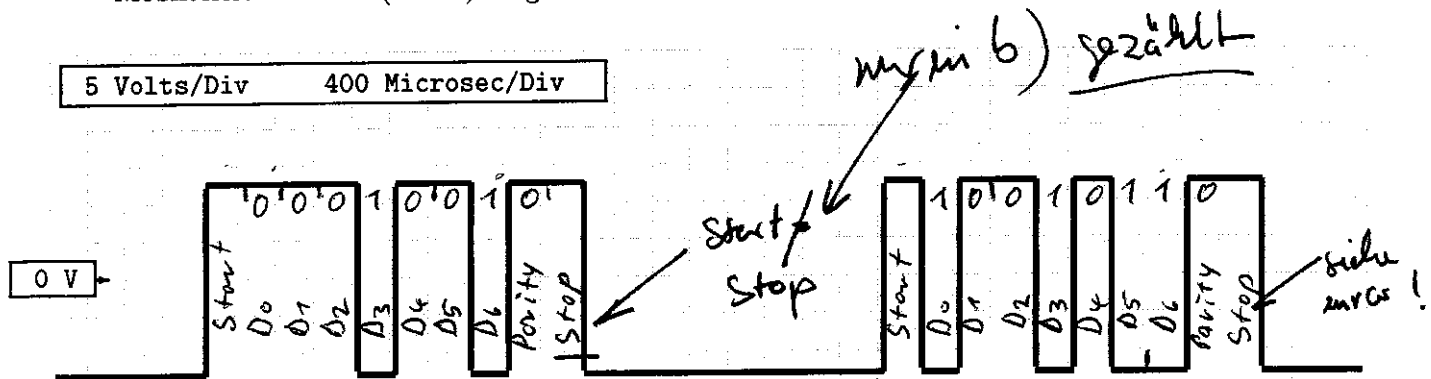 5 Volts/Div 400 Microsec/Div
b) gezählt
0 V
Start
0 0 0 1 0 0 1 0
D0 D1 D2 D3 D4 D5 D6 Parity Stop
Start
Stop
1 0 0 1 0 1 1 0
Start D0 D1 D2 D3 D4 D5 D6 Parity Stop
siehe
!